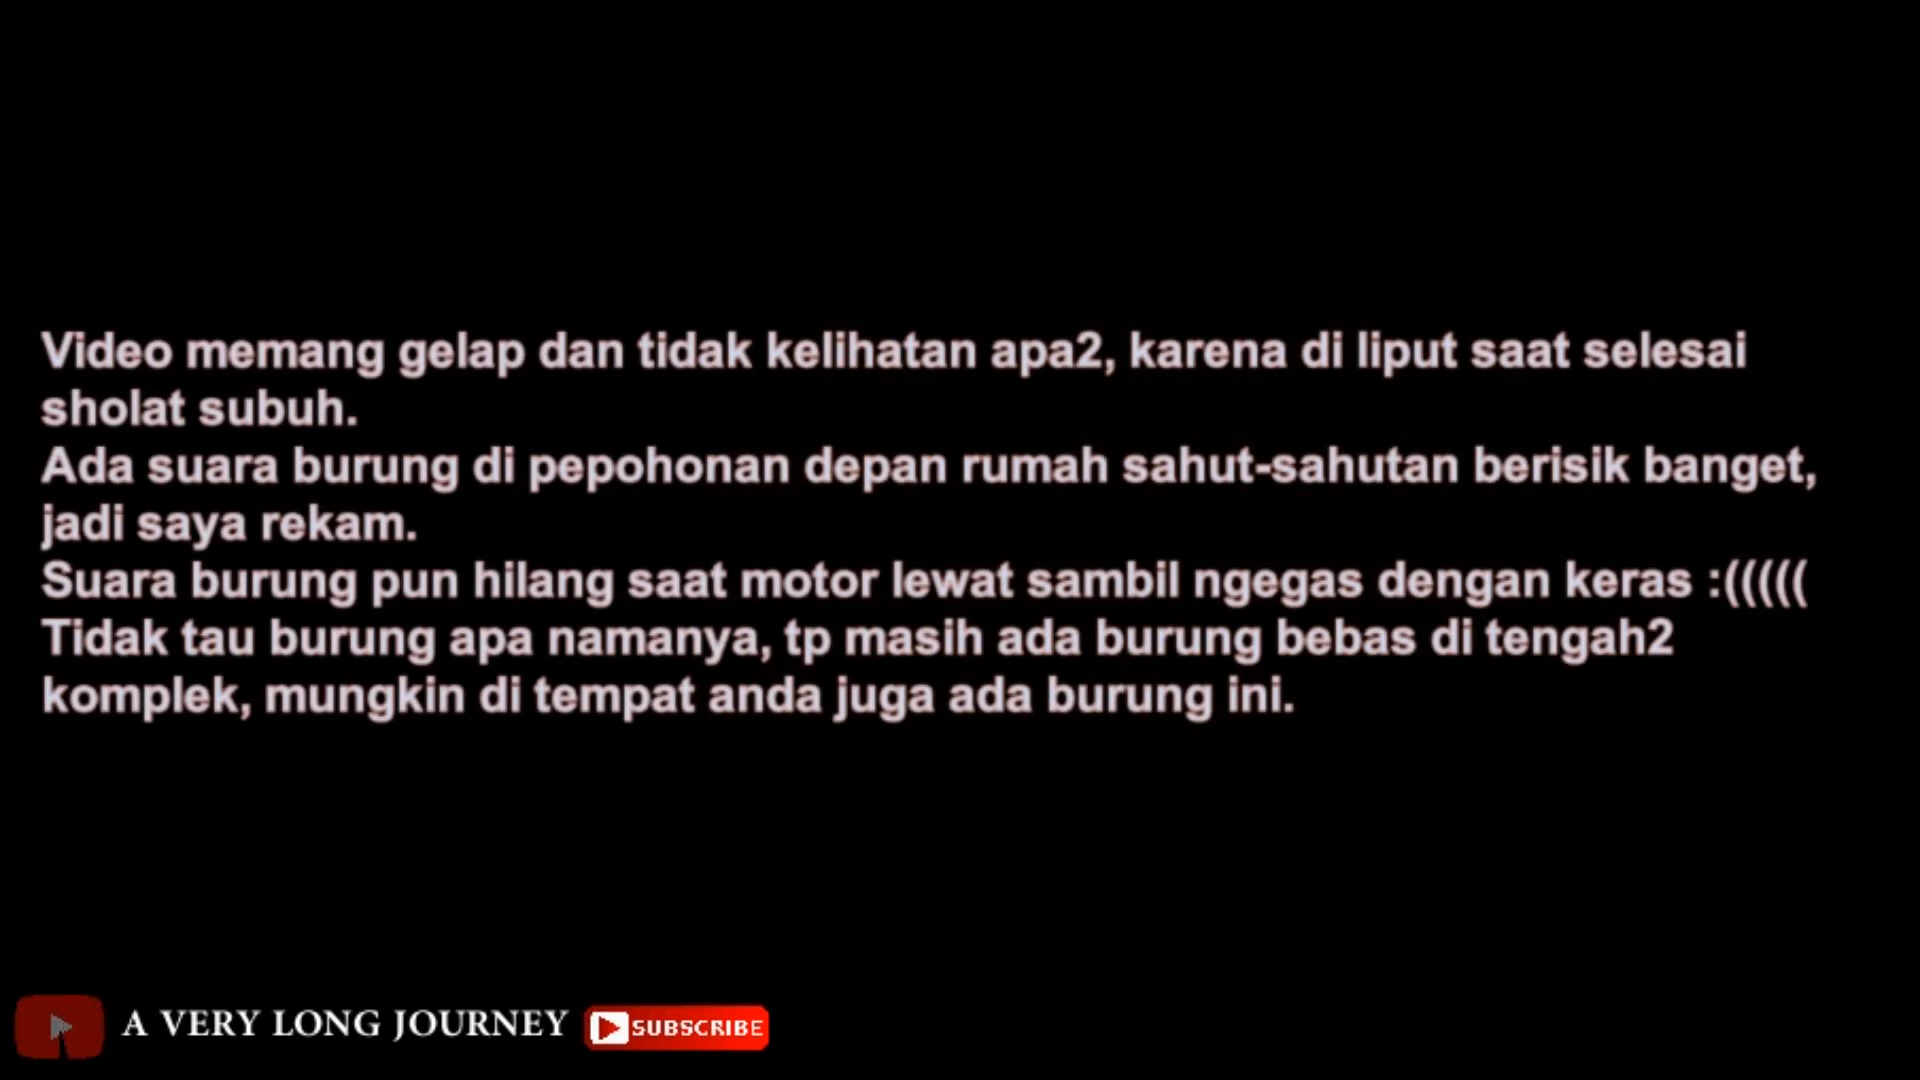 Video memang gelap dan tidak kelihatan apa2, karena di liput saat selesai
sholat subuh.
Ada suara burung di pepohonan depan rumah sahut-sahutan berisik banget,
jadi saya rekam.
Suara burung pun hilang saat motor lewat sambil ngegas dengan keras :(((((
Tidak tau burung apa namanya, tp masih ada burung bebas di tengah2
komplek, mungkin di tempat anda juga ada burung ini.
A VERY LONG JOURNEY SUBSCRIBE